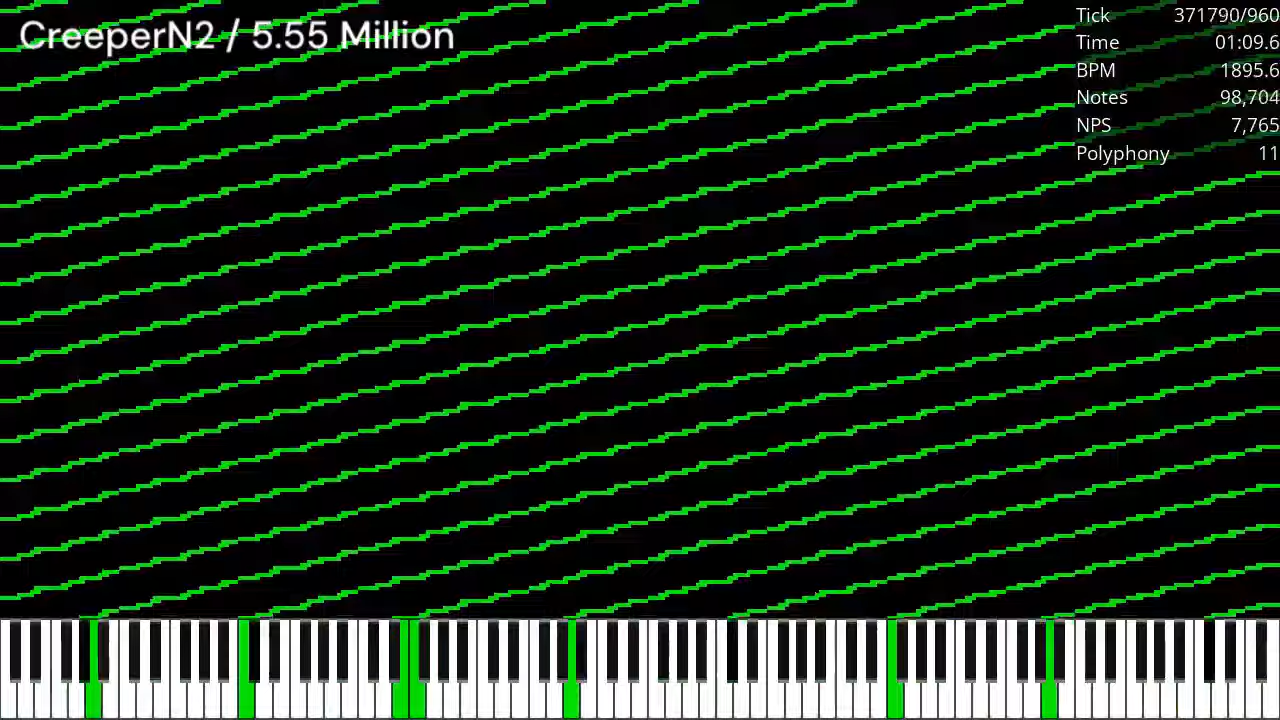 CreeperN2 / 5.55 Million
Tick 371790/960
Time 01:09.6
BPM 1895.6
Notes 98,704
NPS 7,765
Polyphony 11